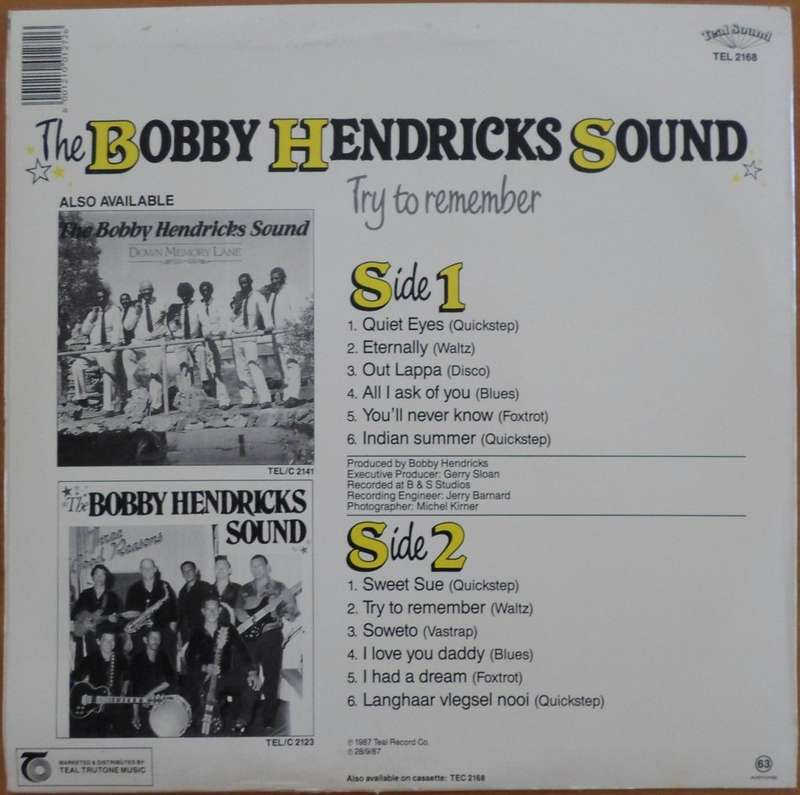 6 001210 012726
Teal Sound
TEL 2168
The BOBBY HENDRICKS SOUND
Try to remember
ALSO AVAILABLE
The Bobby Hendricks Sound
DOWN MEMORY LANE
TEL/C 2141
The BOBBY HENDRICKS
SOUND
Three
Good Reasons
TEL/C 2123
Side 1
1. Quiet Eyes (Quickstep)
2. Eternally (Waltz)
3. Out Lappa (Disco)
4. All I ask of you (Blues)
5. You'll never know (Foxtrot)
6. Indian summer (Quickstep)
Produced by Bobby Hendricks
Executive Producer: Gerry Sloan
Recorded at B & S Studios
Recording Engineer: Jerry Barnard
Photographer: Michel Kirner
Side 2
1. Sweet Sue (Quickstep)
2. Try to remember (Waltz)
3. Soweto (Vastrap)
4. I love you daddy (Blues)
5. I had a dream (Foxtrot)
6. Langhaar vlegsel nooi (Quickstep)
℗ 1987 Teal Record Co.
℗ 28/9/87
Also available on cassette: TEC 2168
MARKETED & DISTRIBUTED BY
TEAL TRUTONE MUSIC
63